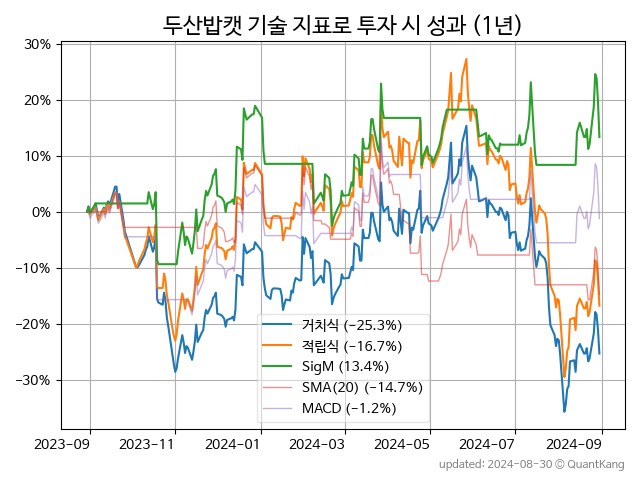 두산밥캣 기술 지표로 투자 시 성과 (1년)
30%
20%
10%
0%
−10%
−20%
−30%
거치식 (−25.3%)
적립식 (−16.7%)
SigM (13.4%)
SMA(20) (−14.7%)
MACD (−1.2%)
2023−09
2023−11
2024−01
2024−03
2024−05
2024−07
2024−09
updated: 2024−08−30 © QuantKang